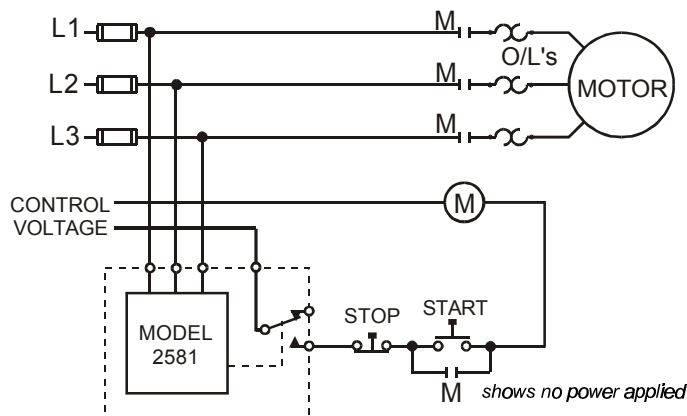 L1
M
O/L's
L2
M
MOTOR
L3
M
CONTROL
VOLTAGE
M
MODEL
2581
STOP
START
M
shows no power applied